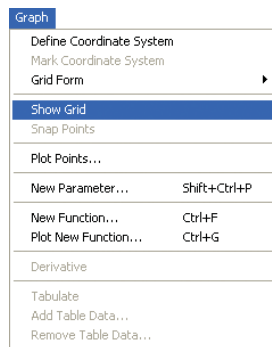 Graph
Define Coordinate System
Mark Coordinate System
Grid Form
Show Grid
Snap Points
Plot Points...
New Parameter... Shift+Ctrl+P
New Function... Ctrl+F
Plot New Function... Ctrl+G
Derivative
Tabulate
Add Table Data...
Remove Table Data...